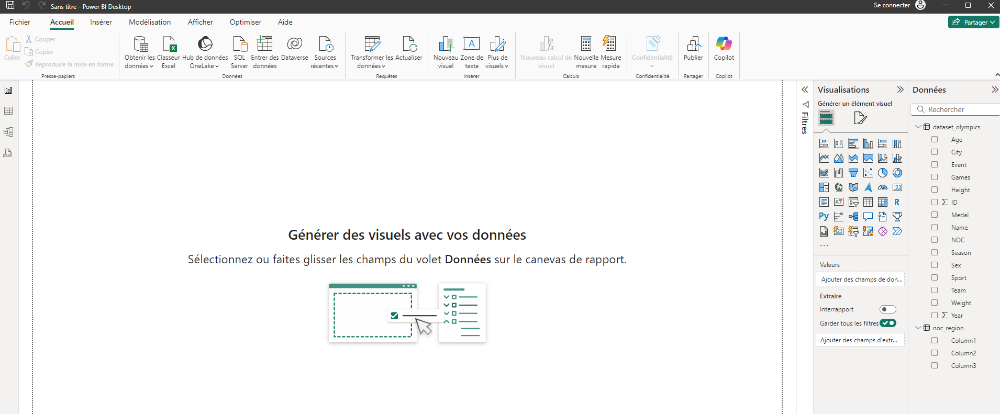 Sans titre - Power BI Desktop
Se connecter
Fichier
Accueil
Insérer
Modélisation
Afficher
Optimiser
Aide
Partager
Coller
Couper
Copier
Reproduire la mise en forme
Presse-papiers
Obtenir les
données
Classeur
Excel
Hub de données
OneLake
SQL
Server
Entrer des
données
Dataverse
Sources
récentes
Données
Transformer les
données
Actualiser
Requêtes
Nouveau
visuel
Zone de
texte
Plus de
visuels
Insérer
Nouveau calcul de
visuel
Nouvelle
mesure
Mesure
rapide
Calculs
Confidentialité
Confidentialité
Publier
Partager
Copilot
Copilot
Générer des visuels avec vos données
Sélectionnez ou faites glisser les champs du volet Données sur le canevas de rapport.
Filtres
Visualisations
Générer un élément visuel
Valeurs
Ajouter des champs de don...
Extraire
Interrapport
Garder tous les filtres
Ajouter des champs d'extr...
Données
Rechercher
dataset_olympics
Age
City
Event
Games
Height
∑ ID
Medal
Name
NOC
Season
Sex
Sport
Team
Weight
∑ Year
noc_region
Column1
Column2
Column3
DAX
123
R
Py
123